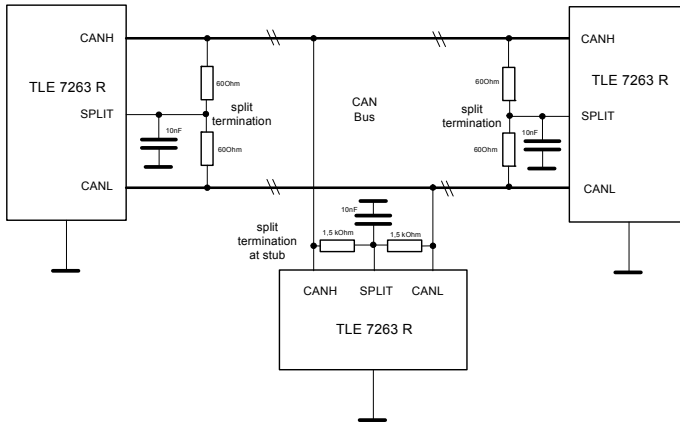 CANH
TLE 7263 R
SPLIT
10nF
CANL
60Ohm
split
termination
60Ohm
CAN
Bus
60Ohm
split
termination
60Ohm
CANH
TLE 7263 R
SPLIT
10nF
CANL
split
termination
at stub
10nF
1,5 kOhm
1,5 kOhm
CANH
SPLIT
CANL
TLE 7263 R